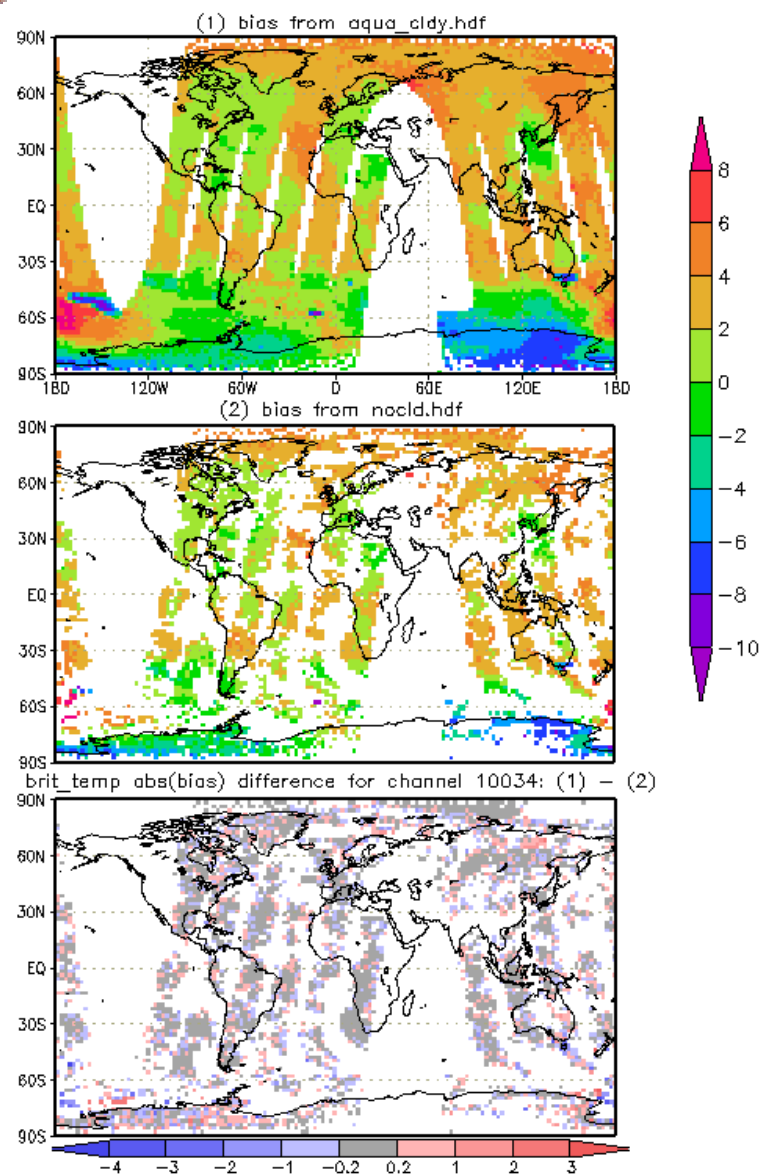 (1) bias from aqua_cldy.hdf
90N
60N
30N
EQ
30S
60S
90S
180 120W 60W 0 60E 120E 180
(2) bias from nocld.hdf
90N
60N
30N
EQ
30S
60S
90S
brit_temp abs(bias) difference for channel 10034: (1) − (2)
90N
60N
30N
EQ
30S
60S
90S
−4 −3 −2 −1 −0.2 0.2 1 2 3
8
6
4
2
0
−2
−4
−6
−8
−10